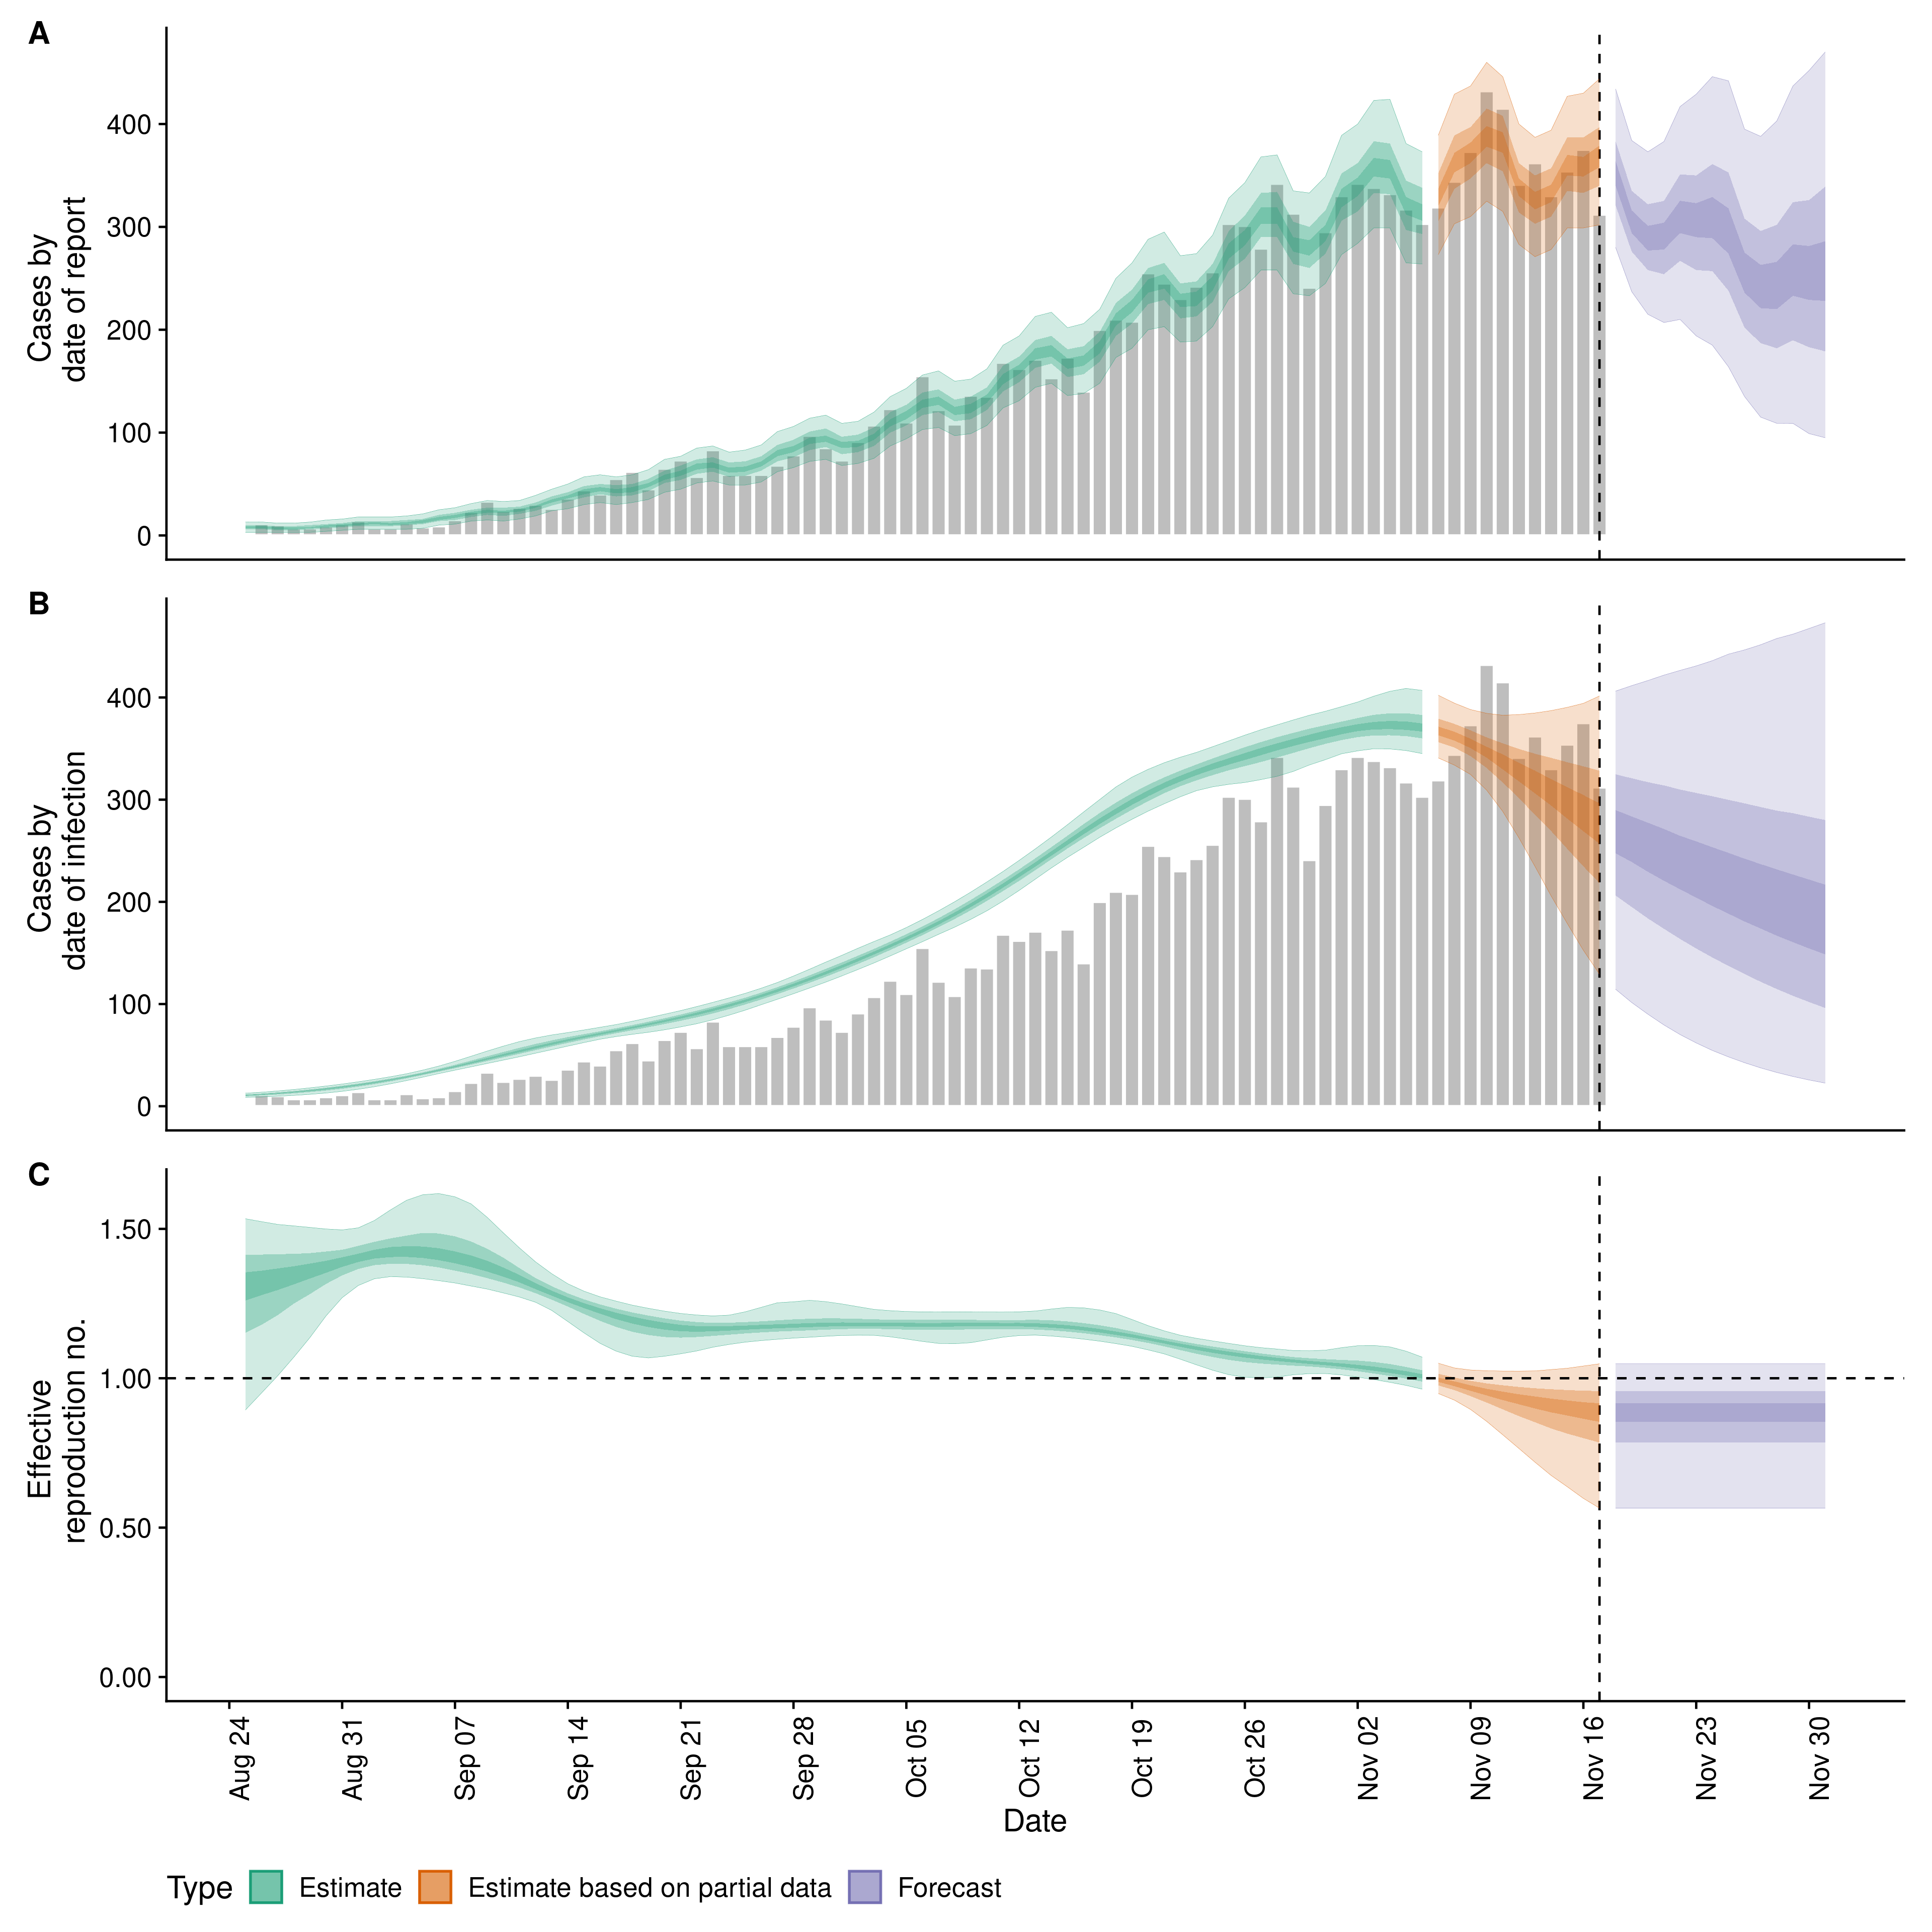 A
Cases by
date of report
400
300
200
100
0
B
Cases by
date of infection
400
300
200
100
0
C
Effective
reproduction no.
1.50
1.00
0.50
0.00
Aug 24
Aug 31
Sep 07
Sep 14
Sep 21
Sep 28
Oct 05
Oct 12
Oct 19
Oct 26
Nov 02
Nov 09
Nov 16
Nov 23
Nov 30
Date
Type Estimate Estimate based on partial data Forecast